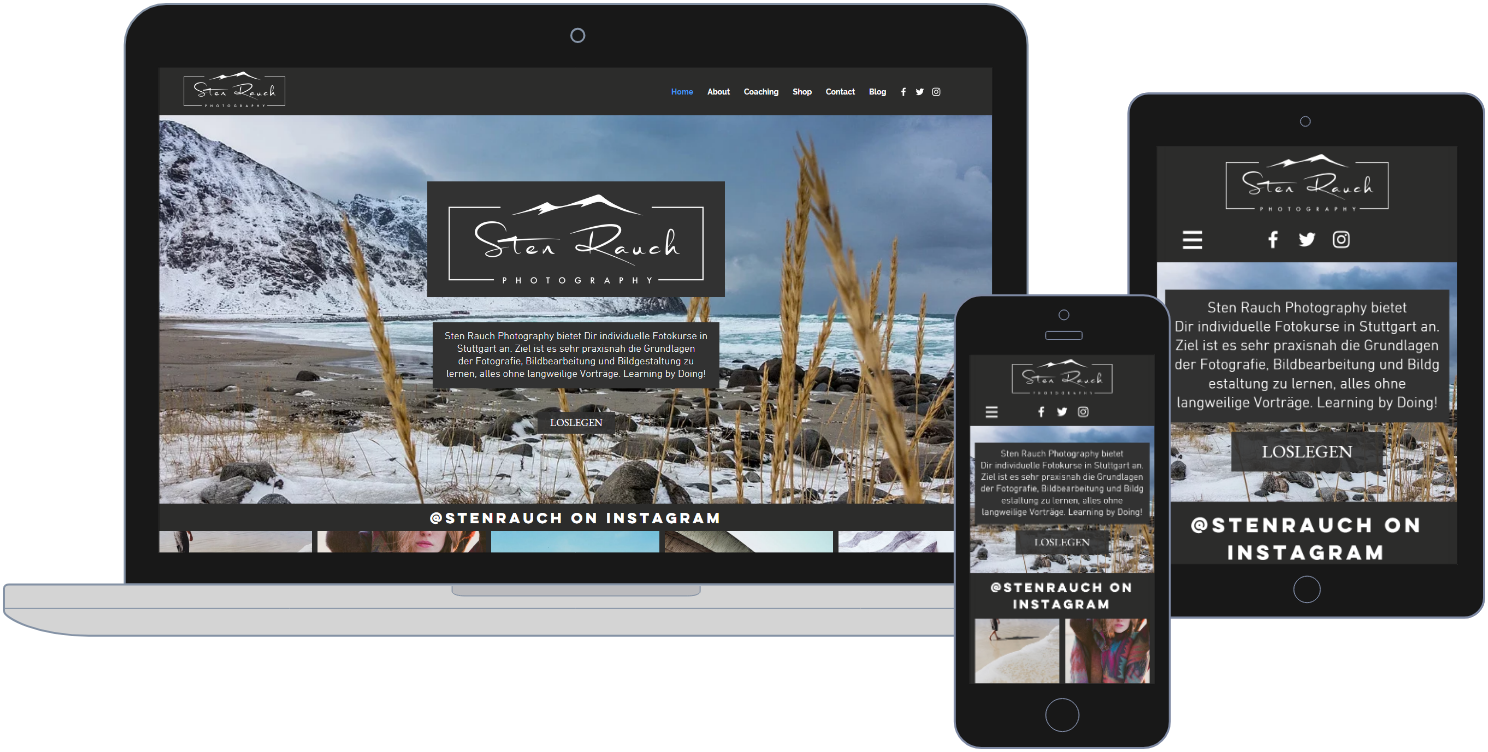 Sten Rauch
PHOTOGRAPHY
Home About Coaching Shop Contact Blog
Sten Rauch
PHOTOGRAPHY
Sten Rauch Photography bietet Dir individuelle Fotokurse in
Stuttgart an. Ziel ist es sehr praxisnah die Grundlagen
der Fotografie, Bildbearbeitung und Bildgestaltung zu
lernen, alles ohne langweilige Vorträge. Learning by Doing!
LOSLEGEN
@STENRAUCH ON INSTAGRAM
Sten Rauch
PHOTOGRAPHY
Sten Rauch Photography bietet
Dir individuelle Fotokurse in Stuttgart an.
Ziel ist es sehr praxisnah die Grundlagen
der Fotografie, Bildbearbeitung und Bildg
estaltung zu lernen, alles ohne
langweilige Vorträge. Learning by Doing!
LOSLEGEN
@STENRAUCH ON
INSTAGRAM
Sten Rauch
PHOTOGRAPHY
Sten Rauch Photography bietet
Dir individuelle Fotokurse in Stuttgart an.
Ziel ist es sehr praxisnah die Grundlagen
der Fotografie, Bildbearbeitung und Bildg
estaltung zu lernen, alles ohne
langweilige Vorträge. Learning by Doing!
LOSLEGEN
@STENRAUCH ON
INSTAGRAM